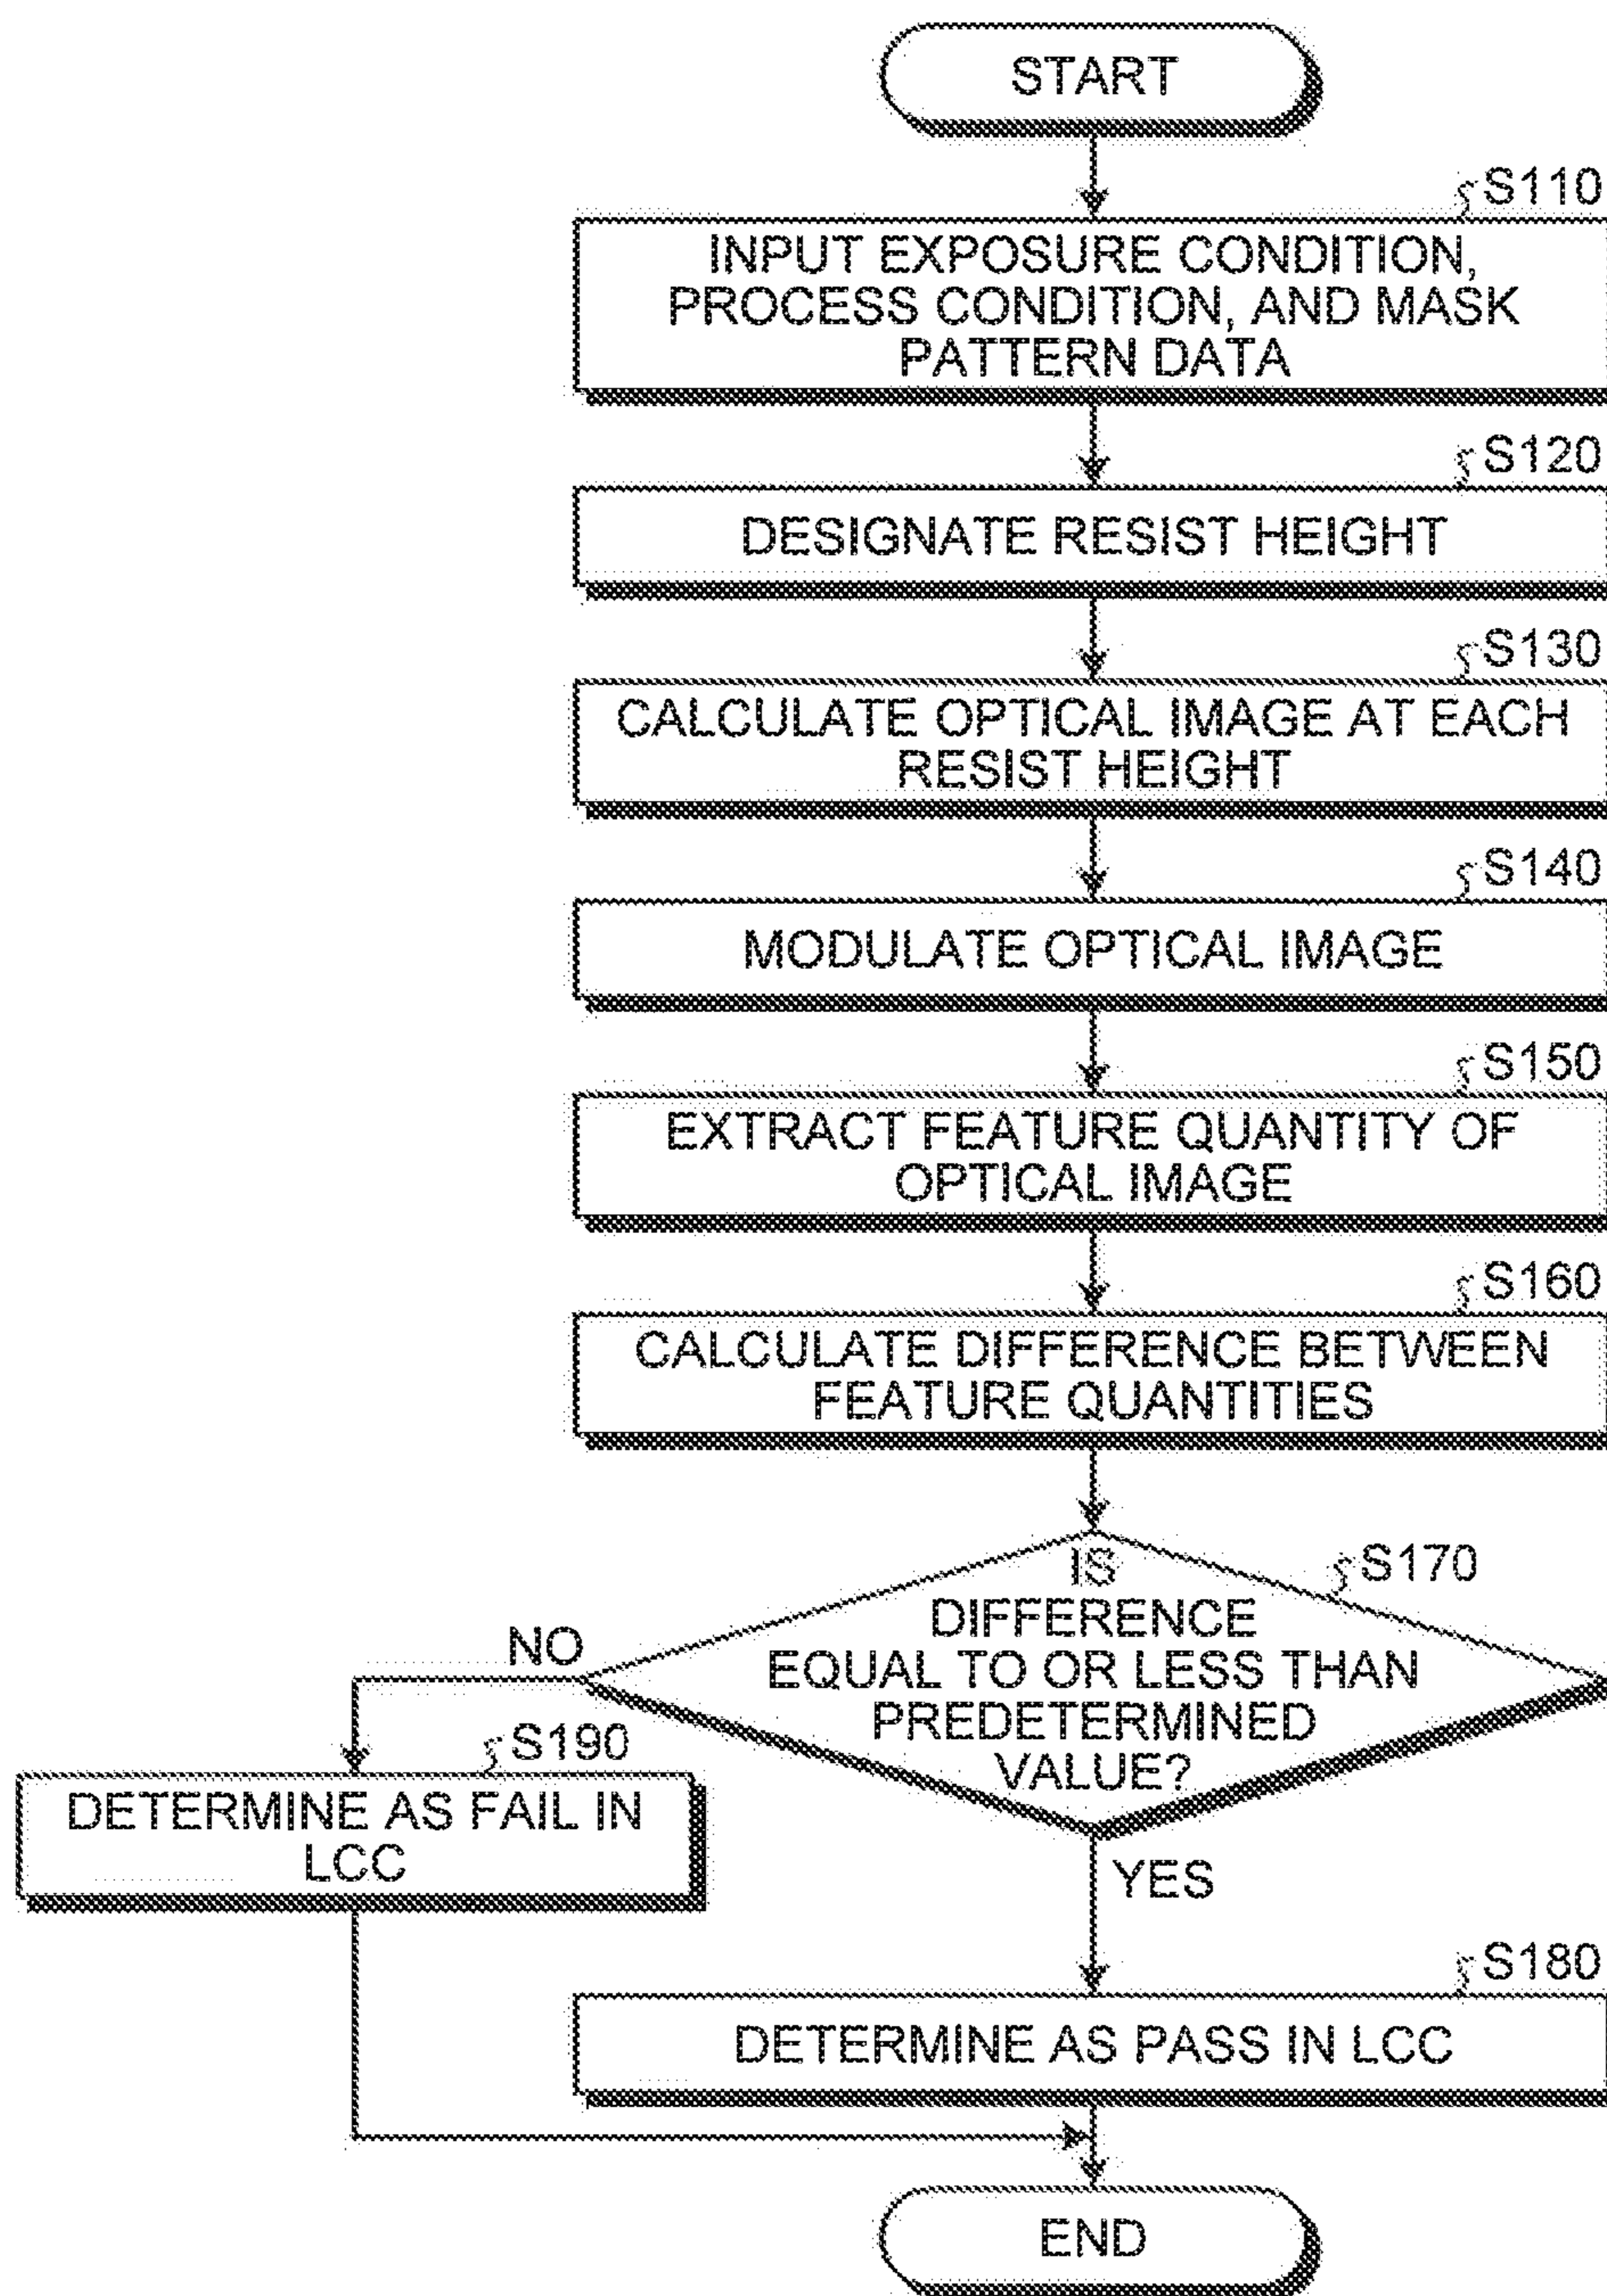 START
S110
INPUT EXPOSURE CONDITION,
PROCESS CONDITION, AND MASK
PATTERN DATA
S120
DESIGNATE RESIST HEIGHT
S130
CALCULATE OPTICAL IMAGE AT EACH
RESIST HEIGHT
S140
MODULATE OPTICAL IMAGE
S150
EXTRACT FEATURE QUANTITY OF
OPTICAL IMAGE
S160
CALCULATE DIFFERENCE BETWEEN
FEATURE QUANTITIES
S170
IS
DIFFERENCE
EQUAL TO OR LESS THAN
PREDETERMINED
VALUE?
NO
S190
DETERMINE AS FAIL IN
LCC
YES
S180
DETERMINE AS PASS IN LCC
END